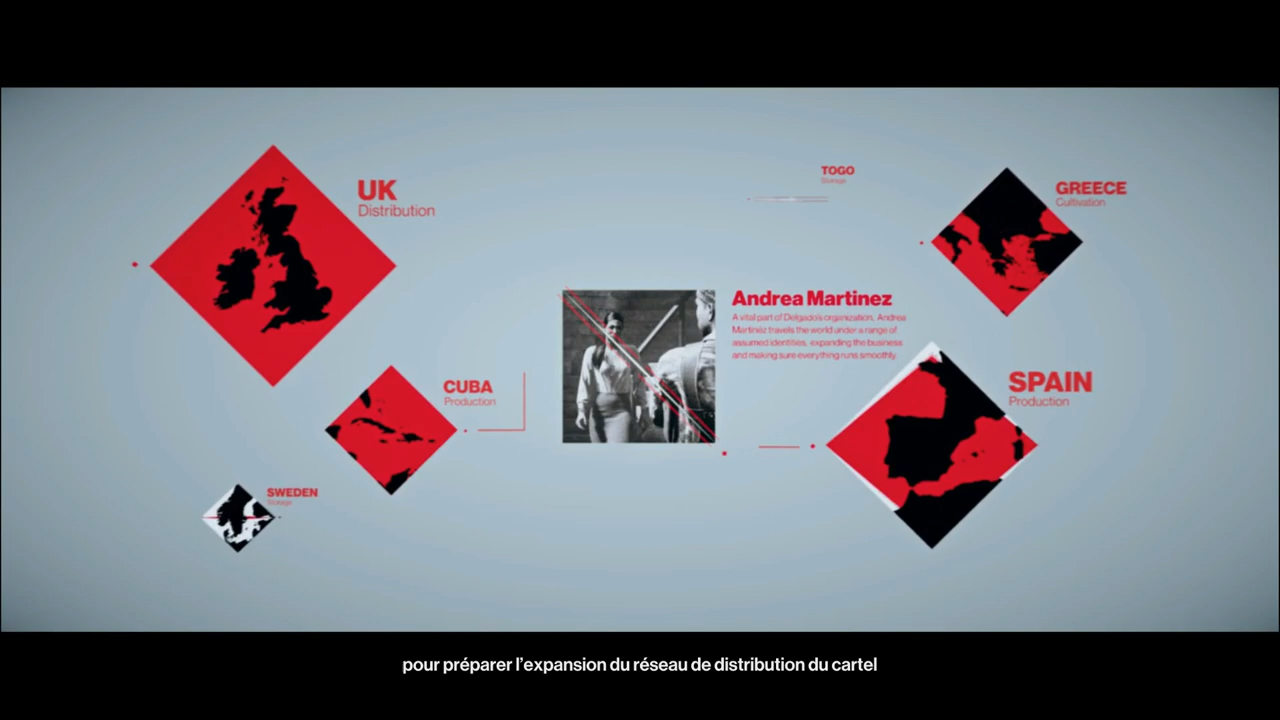 UK
Distribution
TOGO
Storage
GREECE
Cultivation
Andrea Martinez
A vital part of Delgado's organization, Andrea
Martinez travels the world under a range of
assumed identities, expanding the business
and making sure everything runs smoothly.
CUBA
Production
SPAIN
Production
SWEDEN
Storage
pour préparer l'expansion du réseau de distribution du cartel